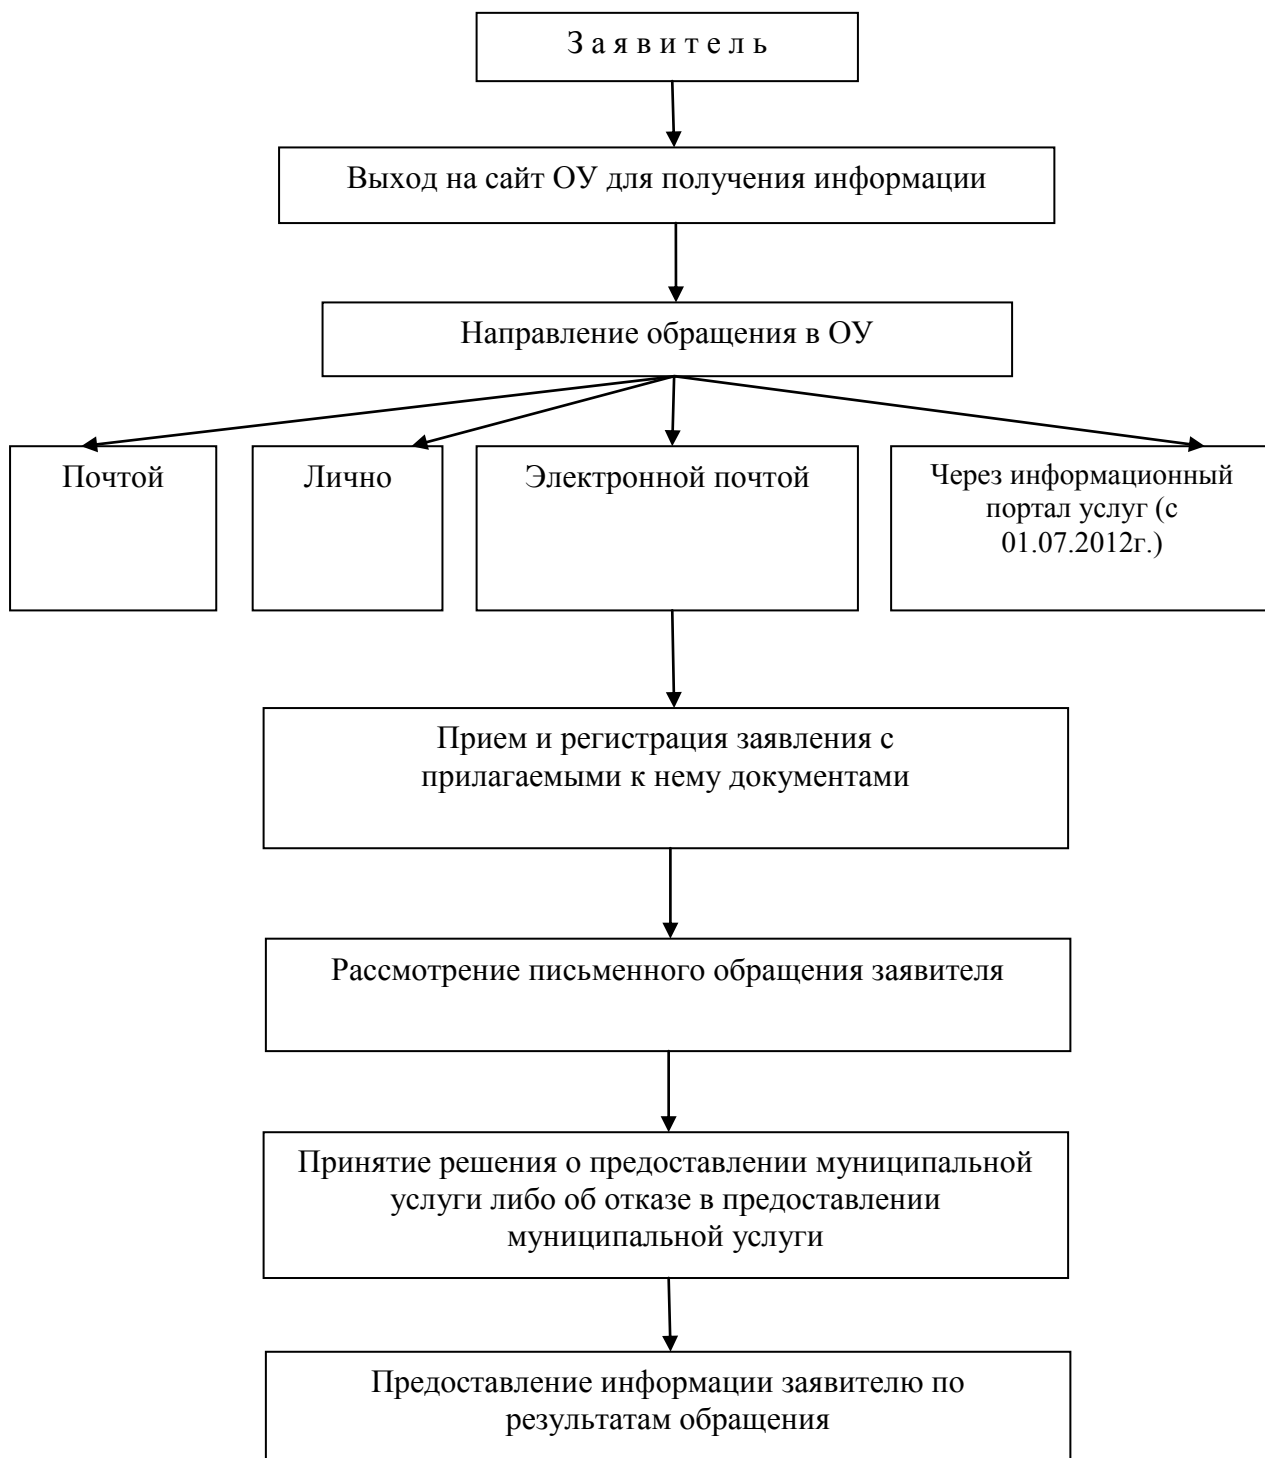 З а я в и т е л ь
Выход на сайт ОУ для получения информации
Направление обращения в ОУ
Почтой
Лично
Электронной почтой
Через информационный
портал услуг (с
01.07.2012г.)
Прием и регистрация заявления с
прилагаемыми к нему документами
Рассмотрение письменного обращения заявителя
Принятие решения о предоставлении муниципальной
услуги либо об отказе в предоставлении
муниципальной услуги
Предоставление информации заявителю по
результатам обращения